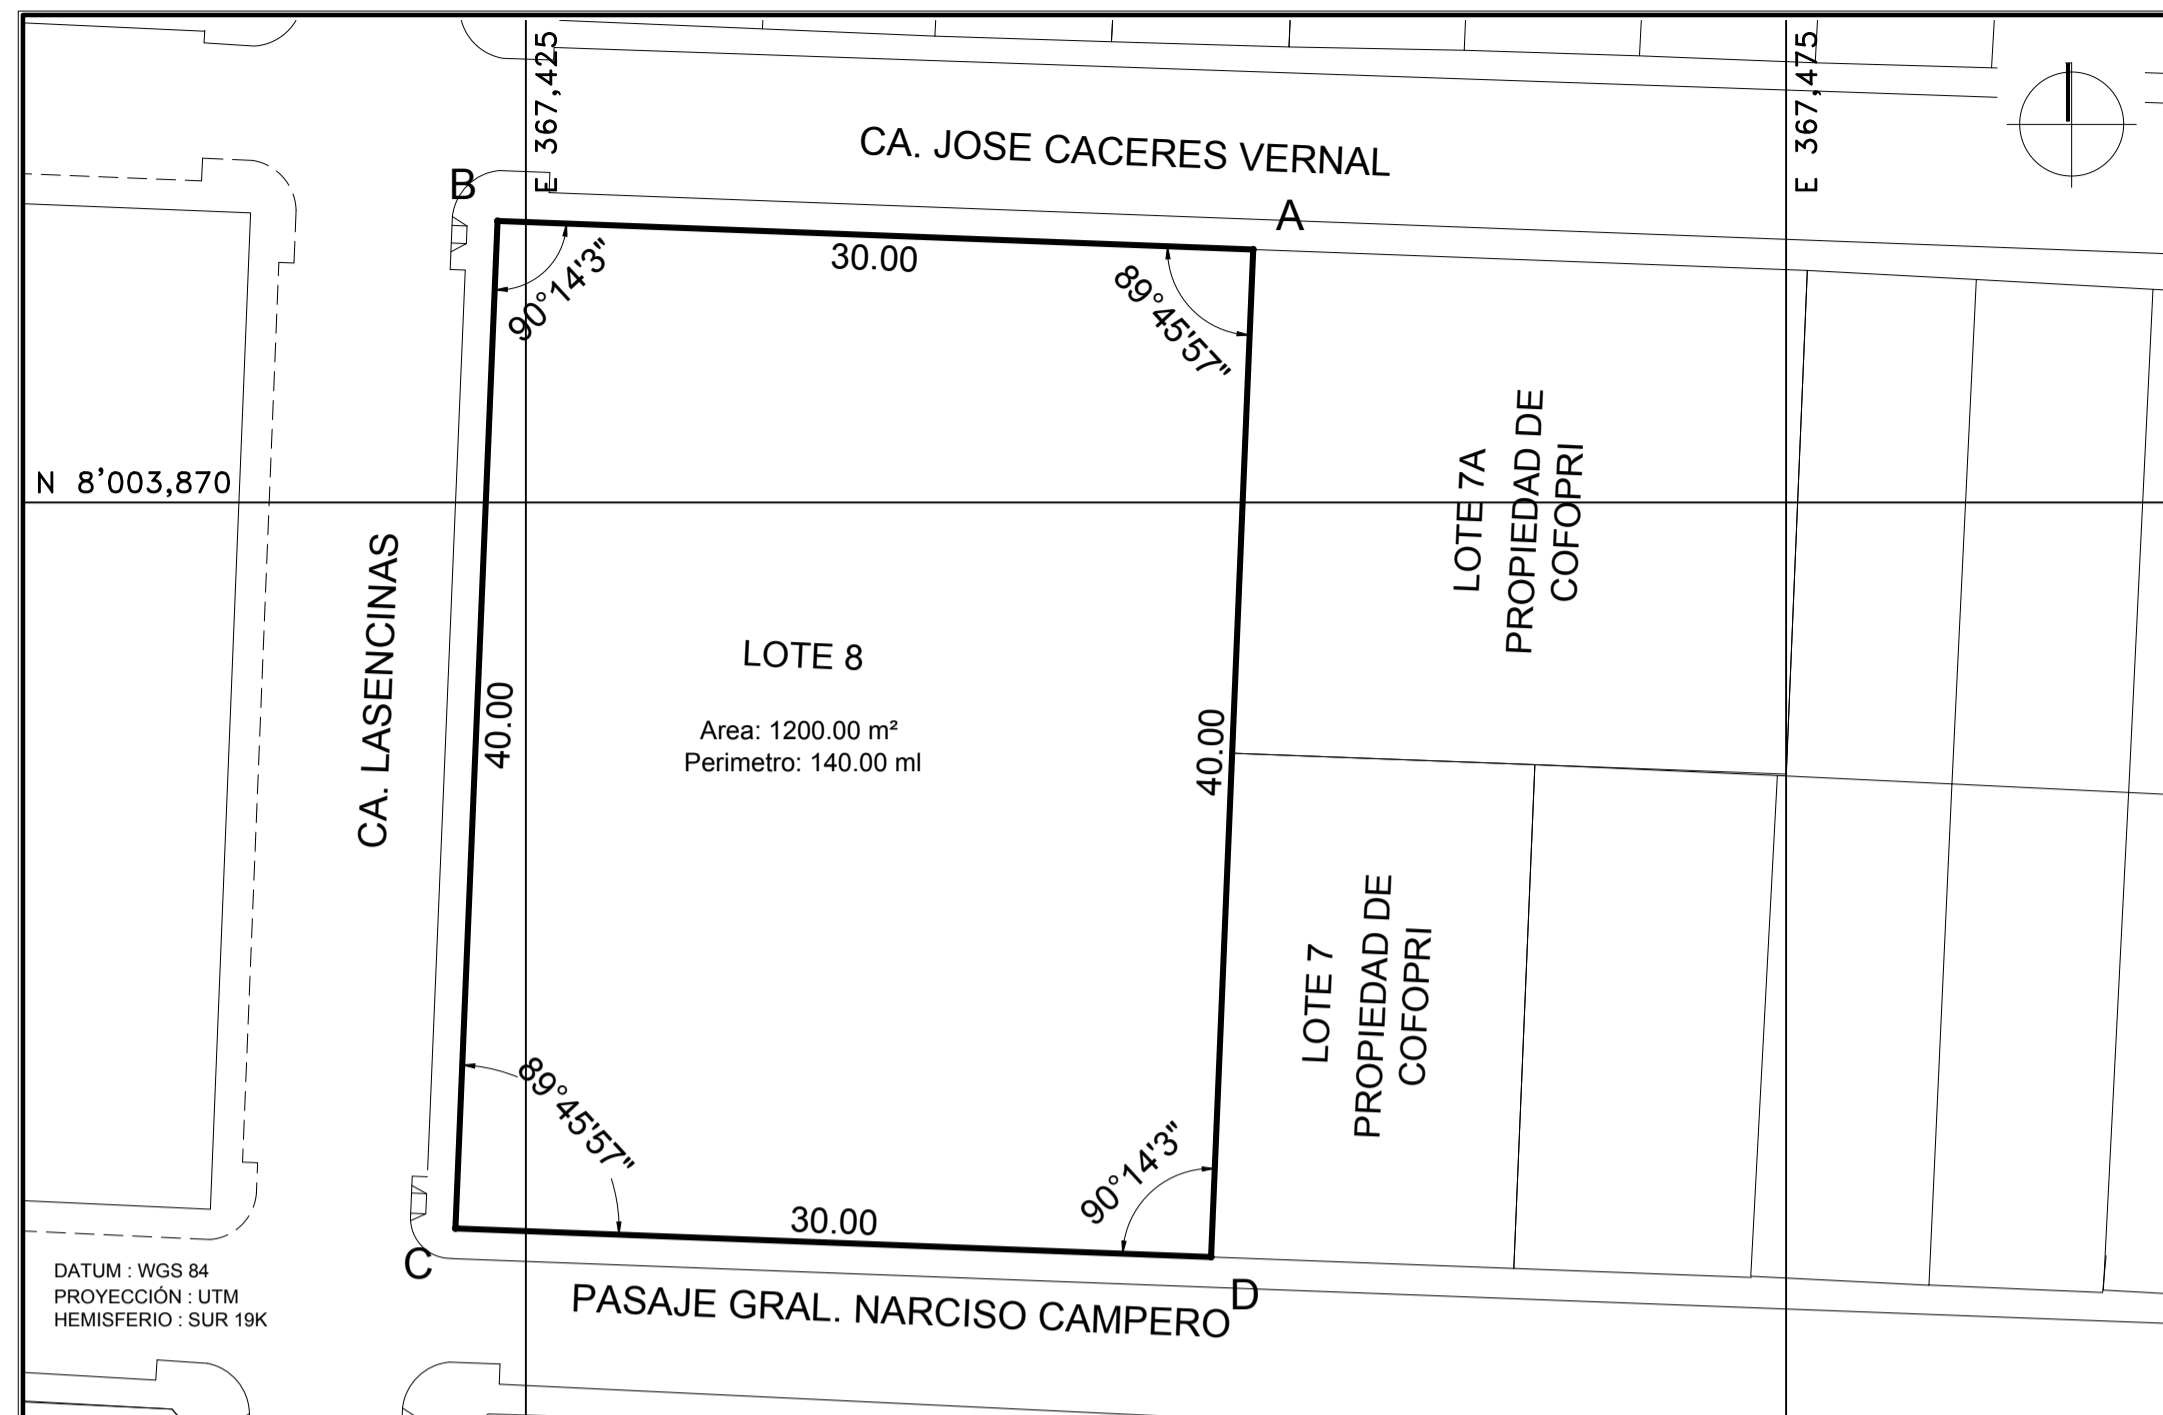 E 367,425
E 367,475
CA. JOSE CACERES VERNAL
B
A
30.00
90°14'3"
89°45'57"
N 8'003,870
LOTE 7A
PROPIEDAD DE
COFOPRI
CA. LASENCINAS
LOTE 8
40.00
Area: 1200.00 m²
Perimetro: 140.00 ml
40.00
LOTE 7
PROPIEDAD DE
COFOPRI
89°45'57"
90°14'3"
30.00
C
D
DATUM : WGS 84
PROYECCIÓN : UTM
HEMISFERIO : SUR 19K
PASAJE GRAL. NARCISO CAMPERO